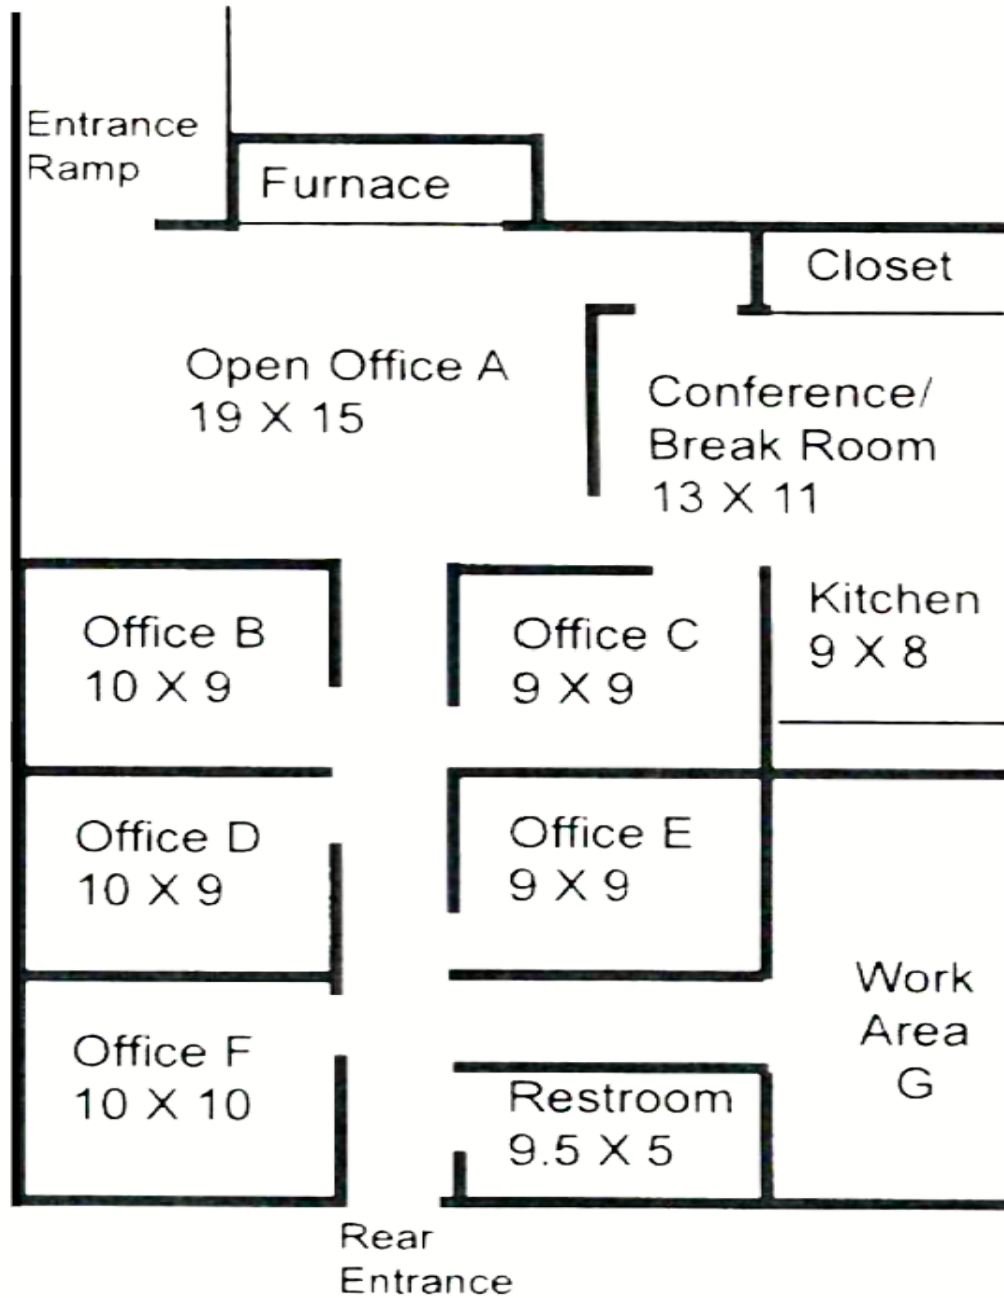 Entrance
Ramp
Furnace
Closet
Open Office A
19 X 15
Conference/
Break Room
13 X 11
Office B
10 X 9
Office C
9 X 9
Kitchen
9 X 8
Office D
10 X 9
Office E
9 X 9
Work
Area
G
Office F
10 X 10
Restroom
9.5 X 5
Rear
Entrance